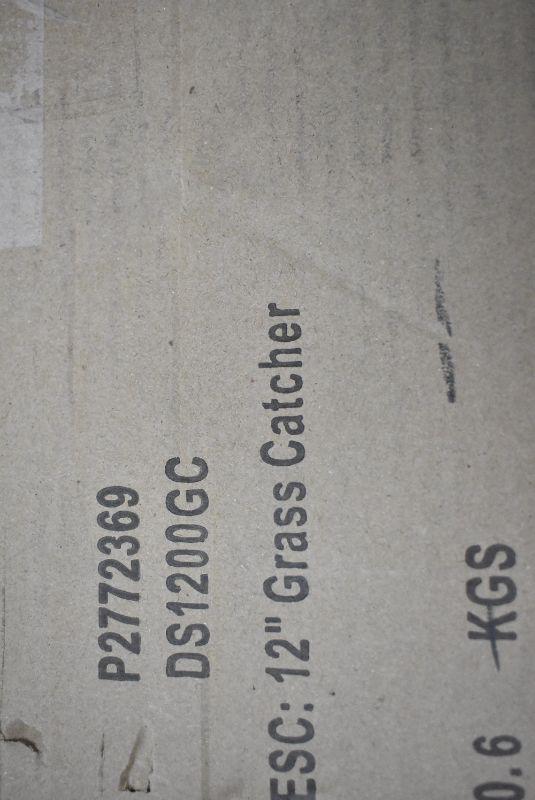 P2772369
DS1200GC
ESC: 12" Grass Catcher
0.6 KGS